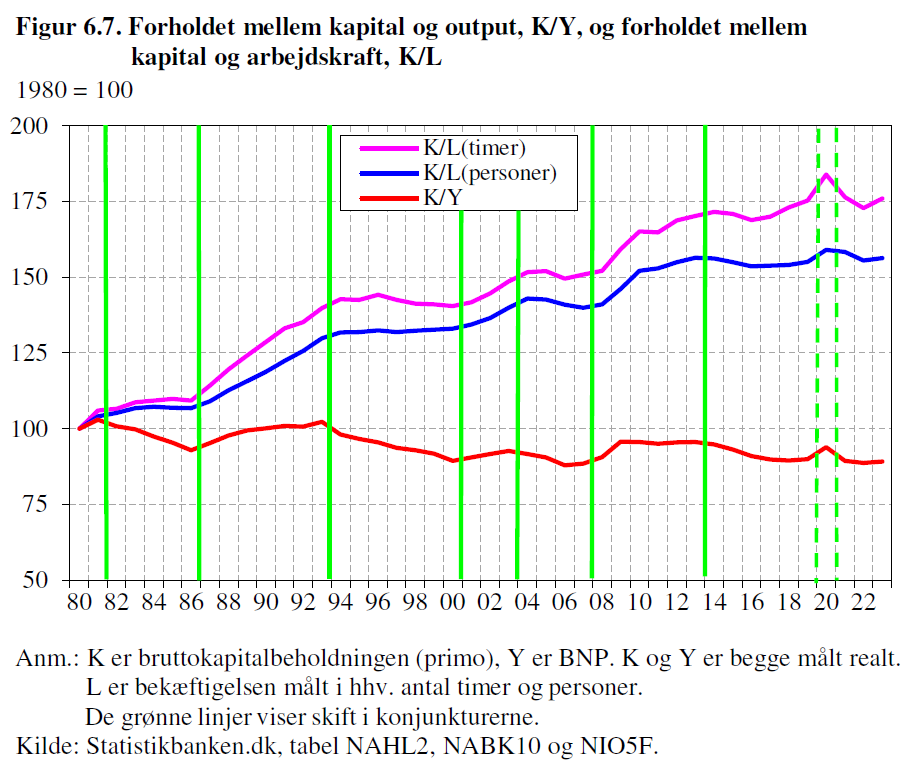 Figur 6.7. Forholdet mellem kapital og output, K/Y, og forholdet mellem
kapital og arbejdskraft, K/L
1980 = 100
200
175
150
125
100
75
50
K/L(timer)
K/L(personer)
K/Y
80 82 84 86 88 90 92 94 96 98 00 02 04 06 08 10 12 14 16 18 20 22
Anm.: K er bruttokapitalbeholdningen (primo), Y er BNP. K og Y er begge målt realt.
L er bekæftigelsen målt i hhv. antal timer og personer.
De grønne linjer viser skift i konjunkturerne.
Kilde: Statistikbanken.dk, tabel NAHL2, NABK10 og NIO5F.